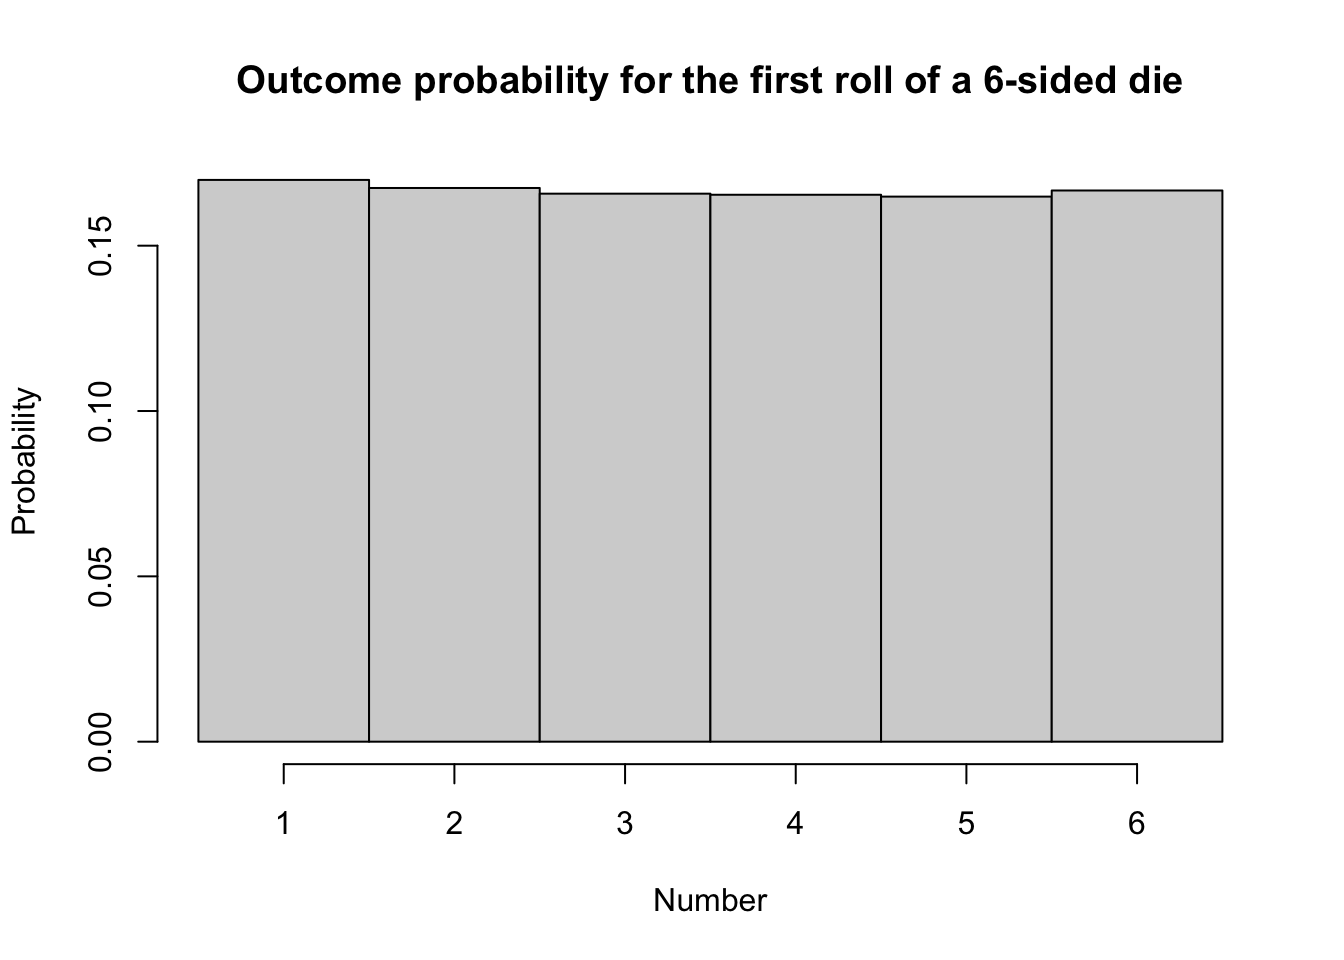 Outcome probability for the first roll of a 6-sided die
0.15
0.10
0.05
0.00
Probability
1 2 3 4 5 6
Number